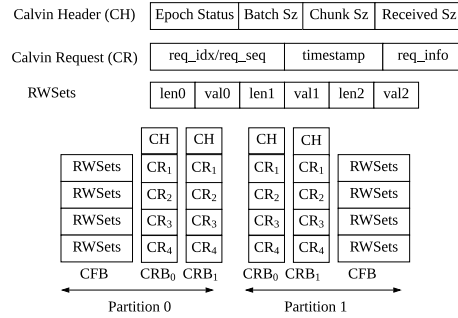 Calvin Header (CH) Epoch Status Batch Sz Chunk Sz Received Sz
Calvin Request (CR) req_idx/req_seq timestamp req_info
RWSets len0 val0 len1 val1 len2 val2
CH CH CH CH
RWSets CR1 CR1 CR1 CR1 RWSets
RWSets CR2 CR2 CR2 CR2 RWSets
RWSets CR3 CR3 CR3 CR3 RWSets
RWSets CR4 CR4 CR4 CR4 RWSets
CFB CRB0 CRB1 CRB0 CRB1 CFB
Partition 0 Partition 1